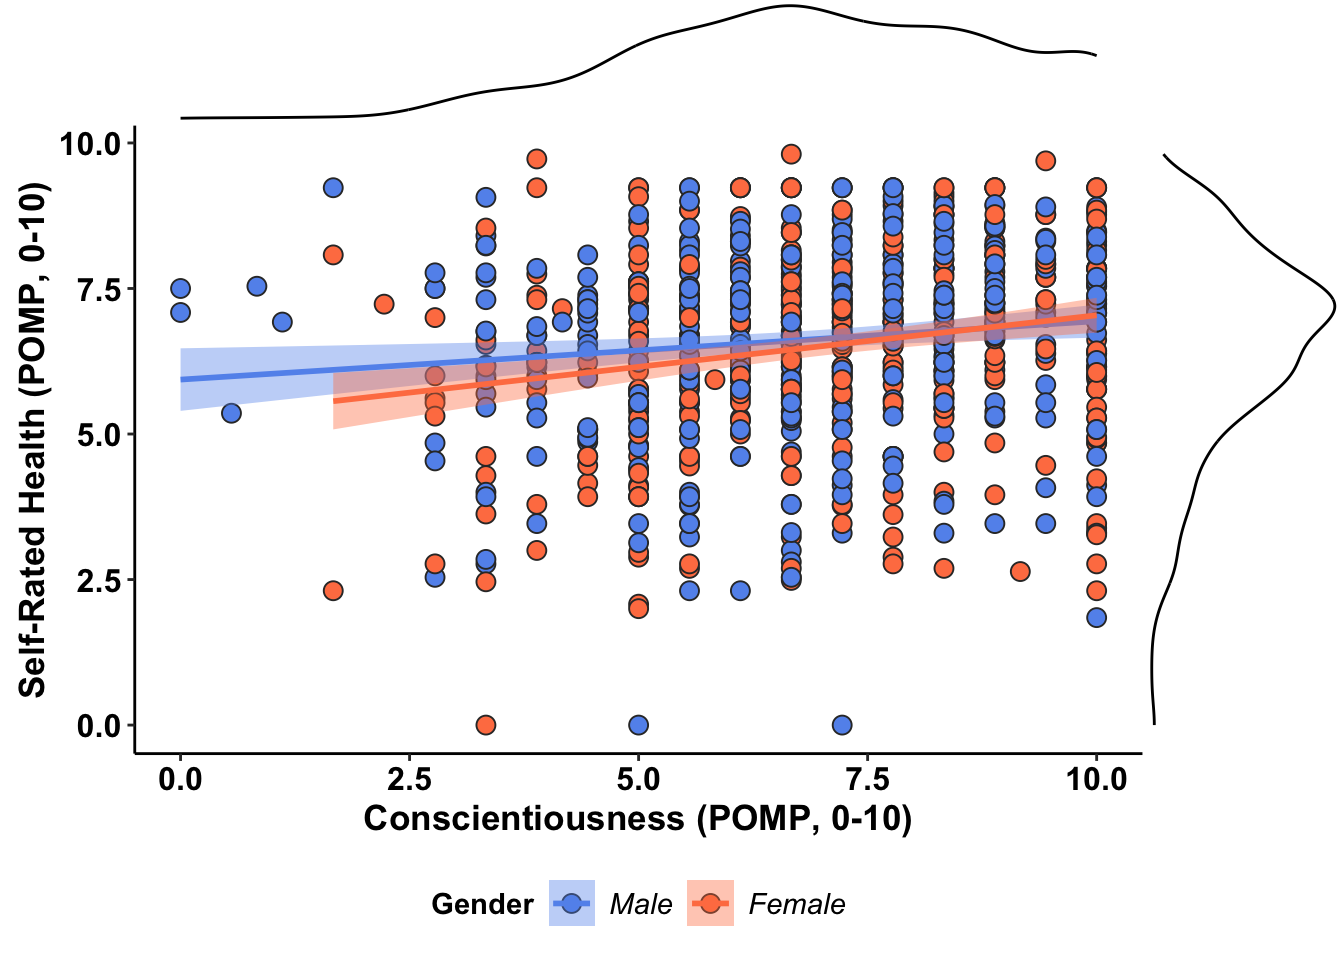 10.0
7.5
5.0
2.5
0.0
Self-Rated Health (POMP, 0-10)
0.0 2.5 5.0 7.5 10.0
Conscientiousness (POMP, 0-10)
Gender Male Female